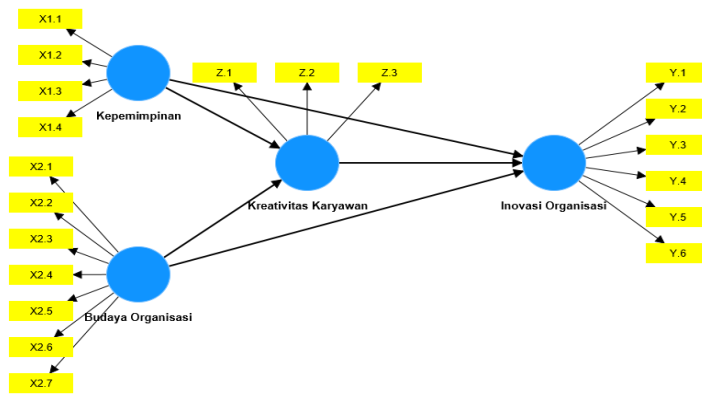 X1.1
X1.2
X1.3
X1.4
Kepemimpinan
Z.1
Z.2
Z.3
Kreativitas Karyawan
Y.1
Y.2
Y.3
Y.4
Y.5
Y.6
Inovasi Organisasi
X2.1
X2.2
X2.3
X2.4
X2.5
X2.6
X2.7
Budaya Organisasi